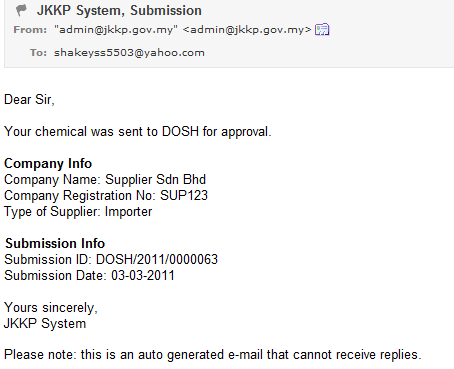 JKKP System, Submission
From: "admin@jkkp.gov.my" <admin@jkkp.gov.my>
To: shakeyss5503@yahoo.com
Dear Sir,
Your chemical was sent to DOSH for approval.
Company Info
Company Name: Supplier Sdn Bhd
Company Registration No: SUP123
Type of Supplier: Importer
Submission Info
Submission ID: DOSH/2011/0000063
Submission Date: 03-03-2011
Yours sincerely,
JKKP System
Please note: this is an auto generated e-mail that cannot receive replies.